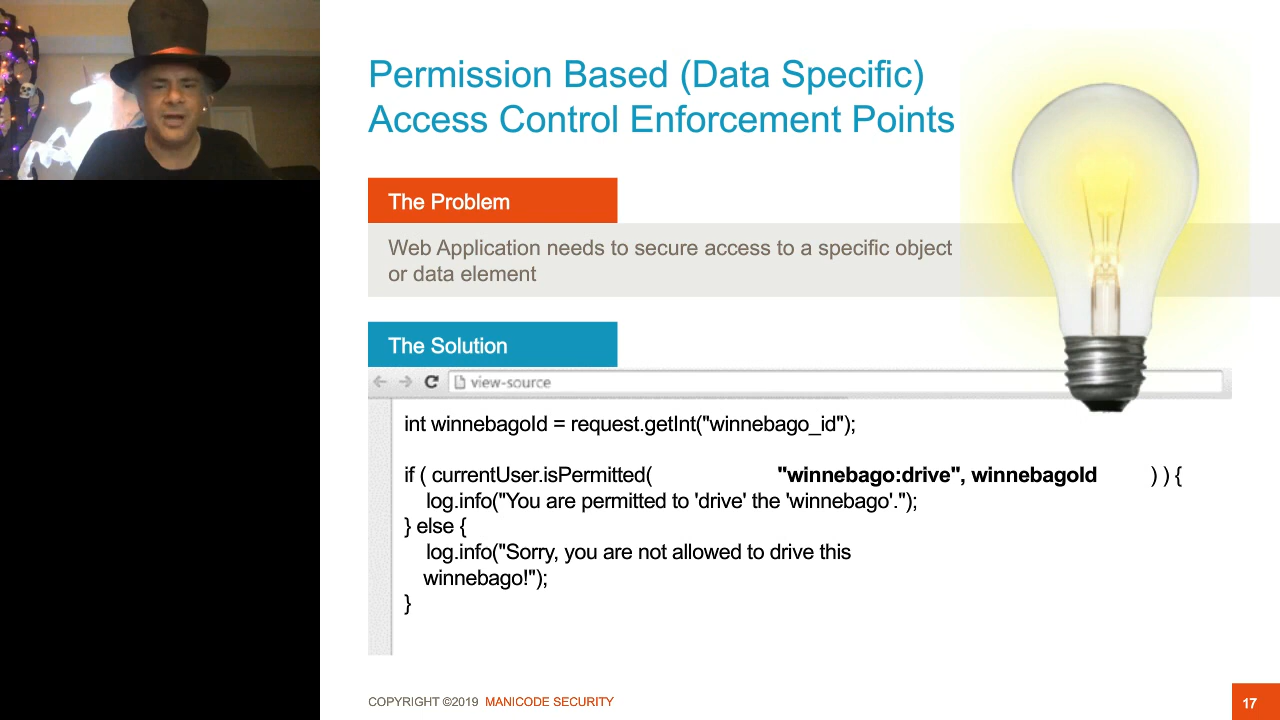 Permission Based (Data Specific)
Access Control Enforcement Points
The Problem
Web Application needs to secure access to a specific object
or data element
The Solution
view-source
int winnebagoId = request.getInt("winnebago_id");
if ( currentUser.isPermitted( "winnebago:drive", winnebagoId ) ) {
log.info("You are permitted to 'drive' the 'winnebago'.");
} else {
log.info("Sorry, you are not allowed to drive this
winnebago!");
}
COPYRIGHT ©2019 MANICODE SECURITY
17